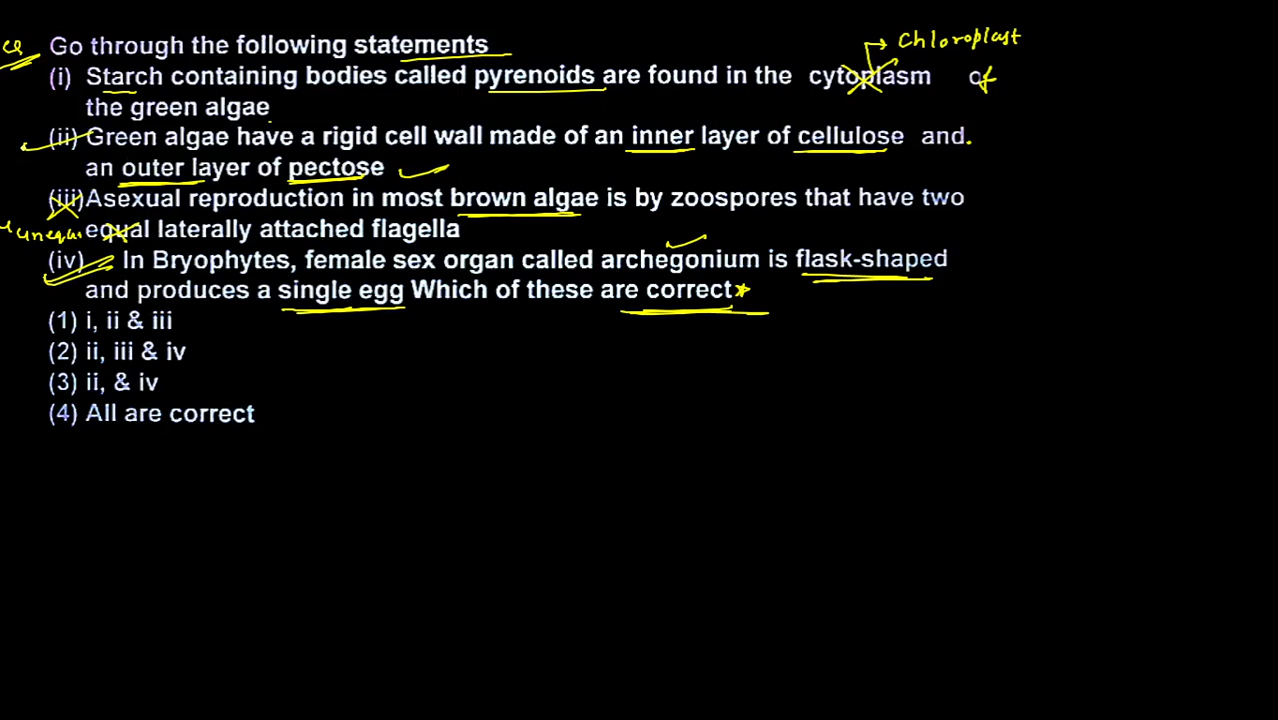 Chloroplast
Go through the following statements
(i) Starch containing bodies called pyrenoids are found in the cytoplasm of
the green algae
(ii) Green algae have a rigid cell wall made of an inner layer of cellulose and.
an outer layer of pectose
(iii) Asexual reproduction in most brown algae is by zoospores that have two
equal laterally attached flagella
(iv) In Bryophytes, female sex organ called archegonium is flask-shaped
and produces a single egg Which of these are correct
(1) i, ii & iii
(2) ii, iii & iv
(3) ii, & iv
(4) All are correct